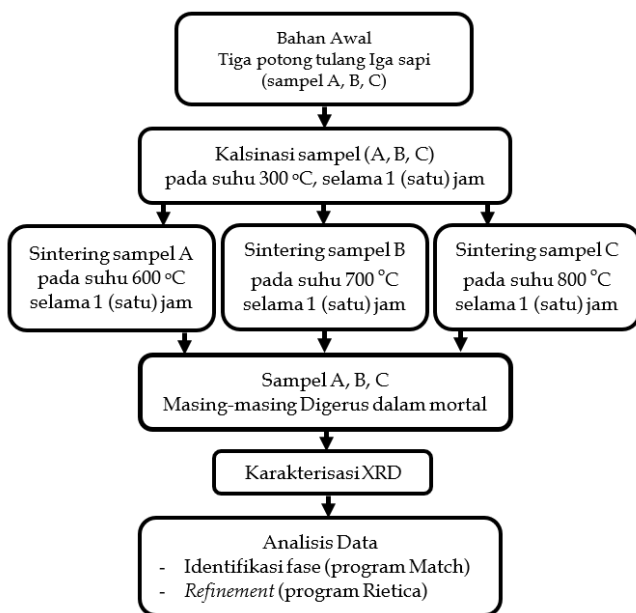 Bahan Awal
Tiga potong tulang Iga sapi
(sampel A, B, C)
Kalsinasi sampel (A, B, C)
pada suhu 300 °C, selama 1 (satu) jam
Sintering sampel A
pada suhu 600 °C
selama 1 (satu) jam
Sintering sampel B
pada suhu 700 °C
selama 1 (satu) jam
Sintering sampel C
pada suhu 800 °C
selama 1 (satu) jam
Sampel A, B, C
Masing-masing Digerus dalam mortal
Karakterisasi XRD
Analisis Data
- Identifikasi fase (program Match)
- Refinement (program Rietica)